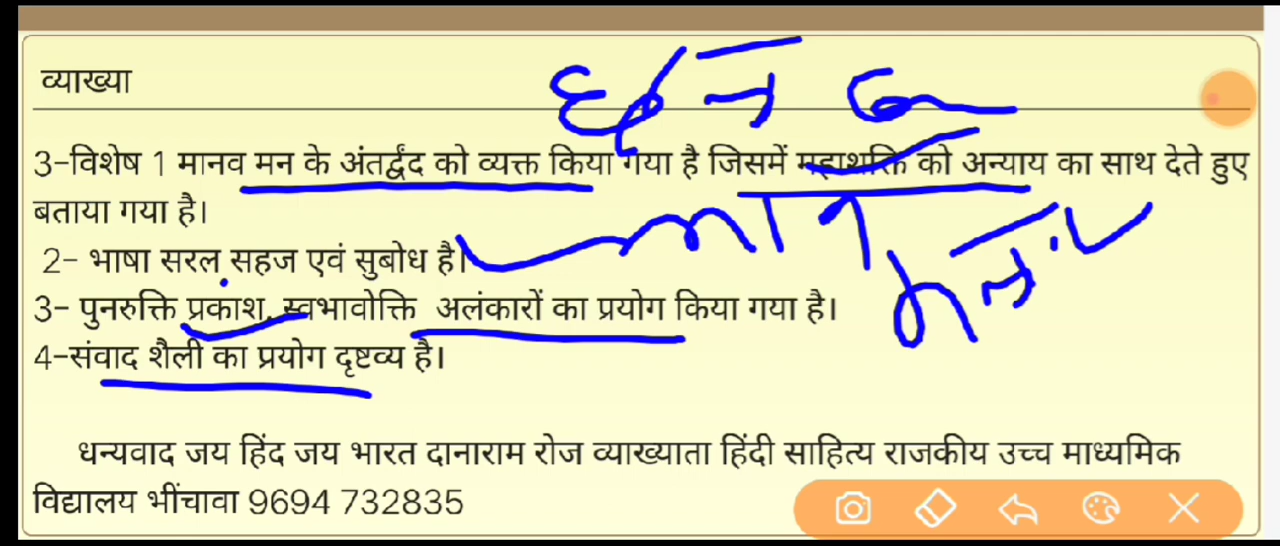 व्याख्या
3-विशेष 1 मानव मन के अंतर्द्वंद को व्यक्त किया गया है जिसमें महाशक्ति को अन्याय का साथ देते हुए
बताया गया है।
2- भाषा सरल सहज एवं सुबोध है।
3- पुनरुक्ति प्रकाश, स्वभावोक्ति अलंकारों का प्रयोग किया गया है।
4-संवाद शैली का प्रयोग दृष्टव्य है।
धन्यवाद जय हिंद जय भारत दानाराम रोज व्याख्याता हिंदी साहित्य राजकीय उच्च माध्यमिक
विद्यालय भींचावा 9694 732835